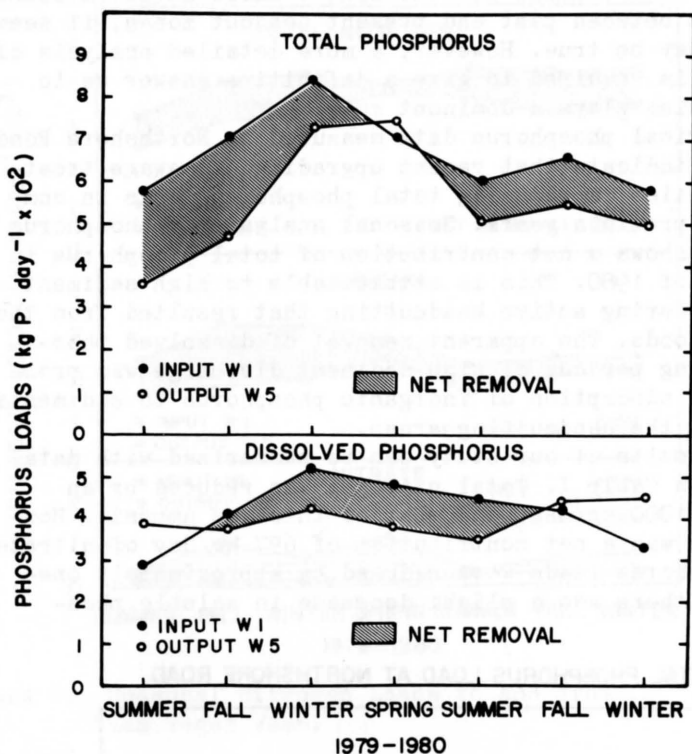 TOTAL PHOSPHORUS
9
8
7
6
5
4
3
2
1
0
INPUT W1
OUTPUT W5
NET REMOVAL
PHOSPHORUS LOADS (kg P · day⁻¹ x 10²)
DISSOLVED PHOSPHORUS
5
4
3
2
1
0
INPUT W1
OUTPUT W5
NET REMOVAL
SUMMER FALL WINTER SPRING SUMMER FALL WINTER
1979-1980